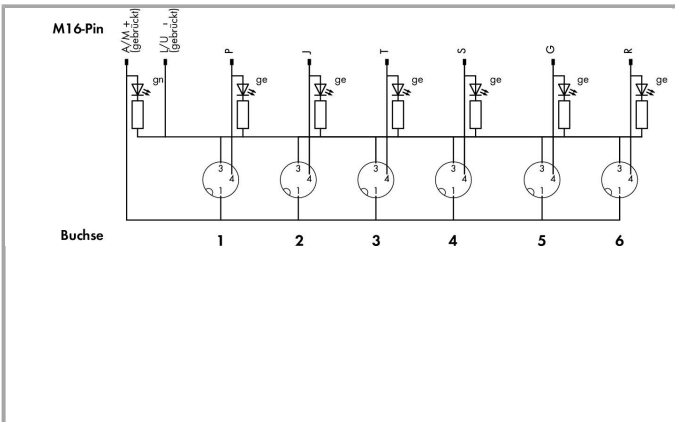 M16-Pin
A/M +
(gebrückt)
L/U –
(gebrückt)
P
J
T
S
G
R
gn
ge
ge
ge
ge
ge
ge
3
4
1
3
4
1
3
4
1
3
4
1
3
4
1
3
4
1
Buchse
1
2
3
4
5
6